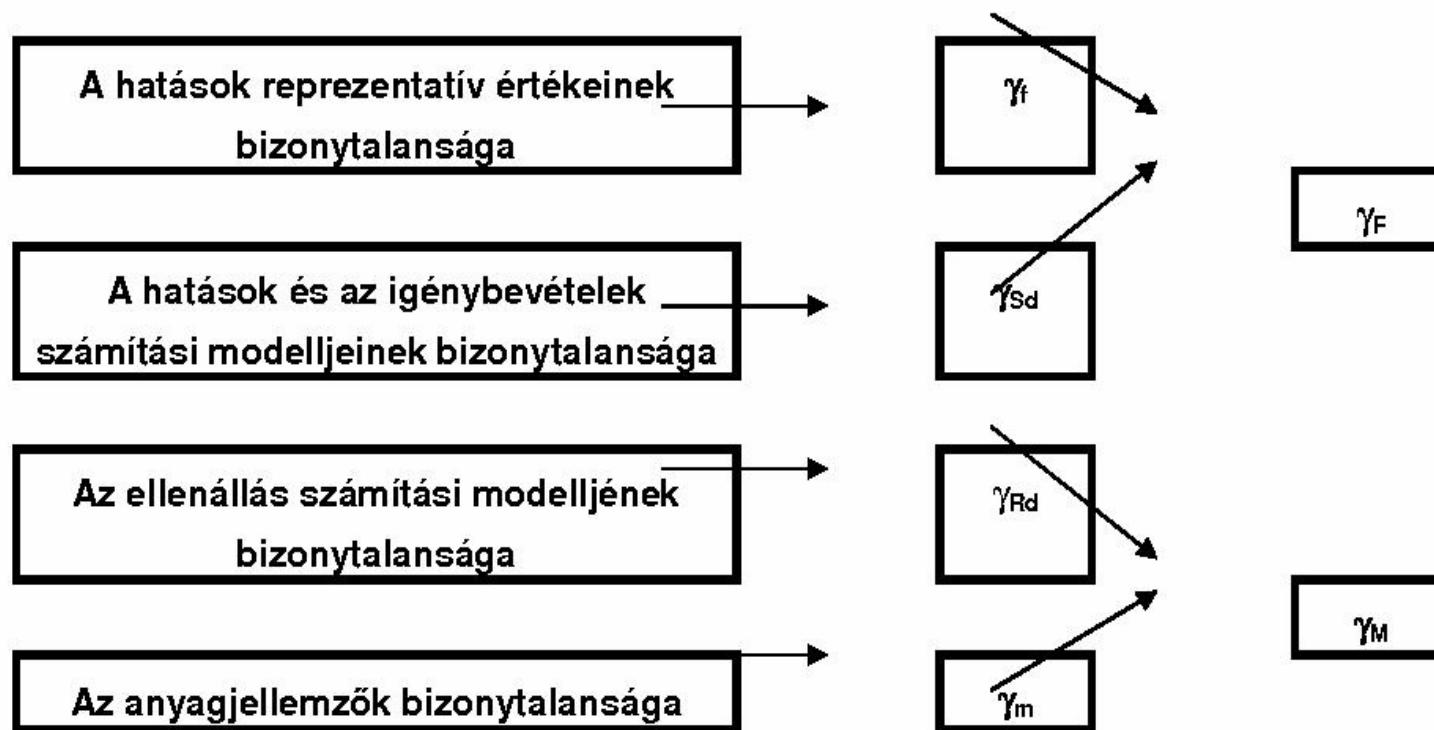 A hatások reprezentatív értékeinek
bizonytalansága
γf
γF
A hatások és az igénybevételek
számítási modelljeinek bizonytalansága
γSd
Az ellenállás számítási modelljének
bizonytalansága
γRd
γM
Az anyagjellemzők bizonytalansága
γm